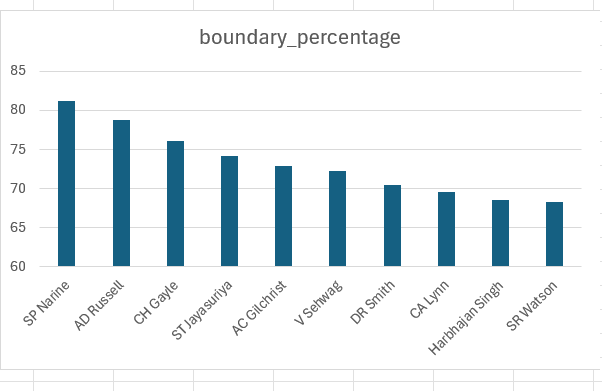 boundary_percentage
85
80
75
70
65
60
SP Narine
AD Russell
CH Gayle
ST Jayasuriya
AC Gilchrist
V Sehwag
DR Smith
CA Lynn
Harbhajan Singh
SR Watson